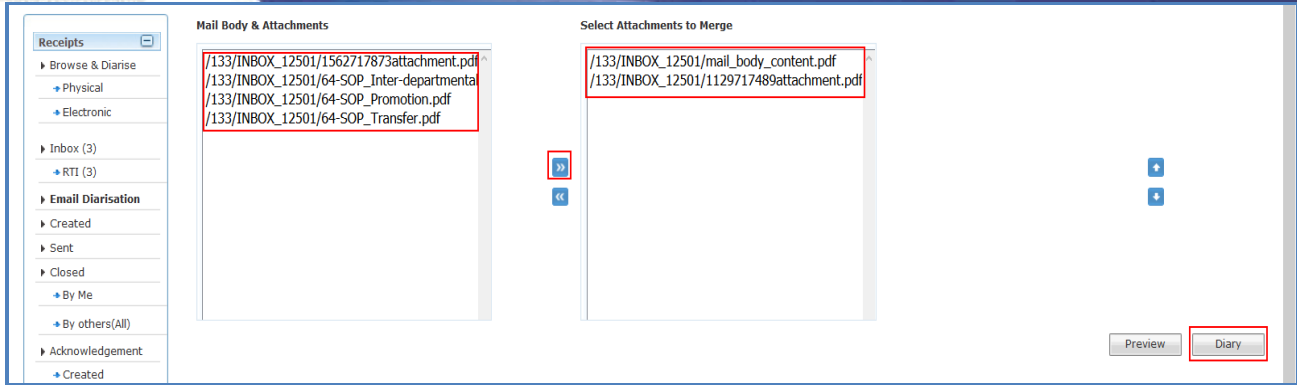 Receipts
Browse & Diarise
Physical
Electronic
Inbox (3)
RTI (3)
Email Diarisation
Created
Sent
Closed
By Me
By others(All)
Acknowledgement
Created
Mail Body & Attachments
/133/INBOX_12501/1562717873attachment.pdf
/133/INBOX_12501/64-SOP_Inter-departmental
/133/INBOX_12501/64-SOP_Promotion.pdf
/133/INBOX_12501/64-SOP_Transfer.pdf
Select Attachments to Merge
/133/INBOX_12501/mail_body_content.pdf
/133/INBOX_12501/1129717489attachment.pdf
Preview
Diary